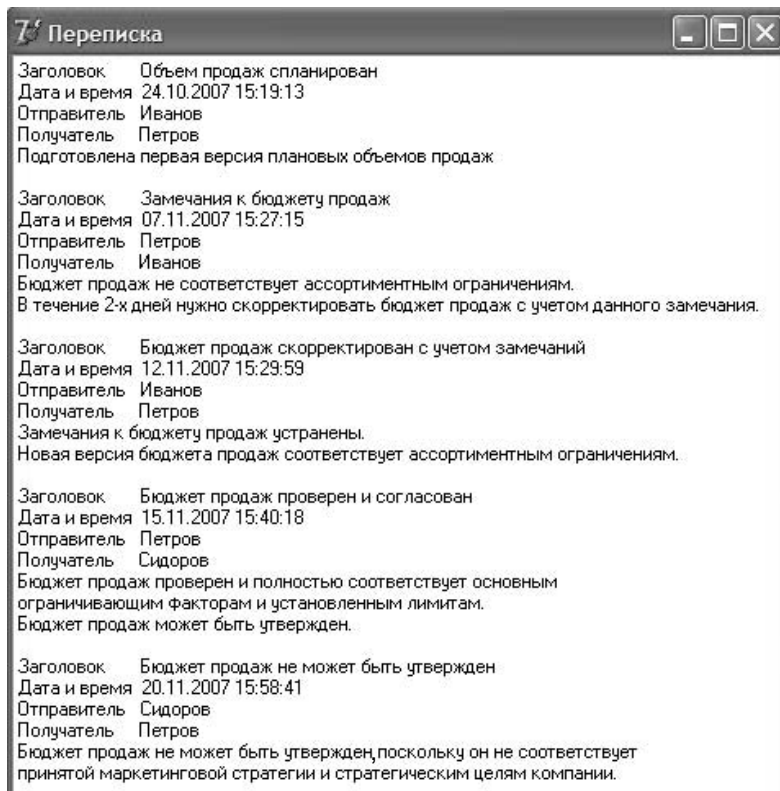 Переписка
Заголовок Объем продаж спланирован
Дата и время 24.10.2007 15:19:13
Отправитель Иванов
Получатель Петров
Подготовлена первая версия плановых объемов продаж
Заголовок Замечания к бюджету продаж
Дата и время 07.11.2007 15:27:15
Отправитель Петров
Получатель Иванов
Бюджет продаж не соответствует ассортиментным ограничениям.
В течение 2-х дней нужно скорректировать бюджет продаж с учетом данного замечания.
Заголовок Бюджет продаж скорректирован с учетом замечаний
Дата и время 12.11.2007 15:29:59
Отправитель Иванов
Получатель Петров
Замечания к бюджету продаж устранены.
Новая версия бюджета продаж соответствует ассортиментным ограничениям.
Заголовок Бюджет продаж проверен и согласован
Дата и время 15.11.2007 15:40:18
Отправитель Петров
Получатель Сидоров
Бюджет продаж проверен и полностью соответствует основным
ограничивающим факторам и установленным лимитам.
Бюджет продаж может быть утвержден.
Заголовок Бюджет продаж не может быть утвержден
Дата и время 20.11.2007 15:58:41
Отправитель Сидоров
Получатель Петров
Бюджет продаж не может быть утвержден,поскольку он не соответствует
принятой маркетинговой стратегии и стратегическим целям компании.